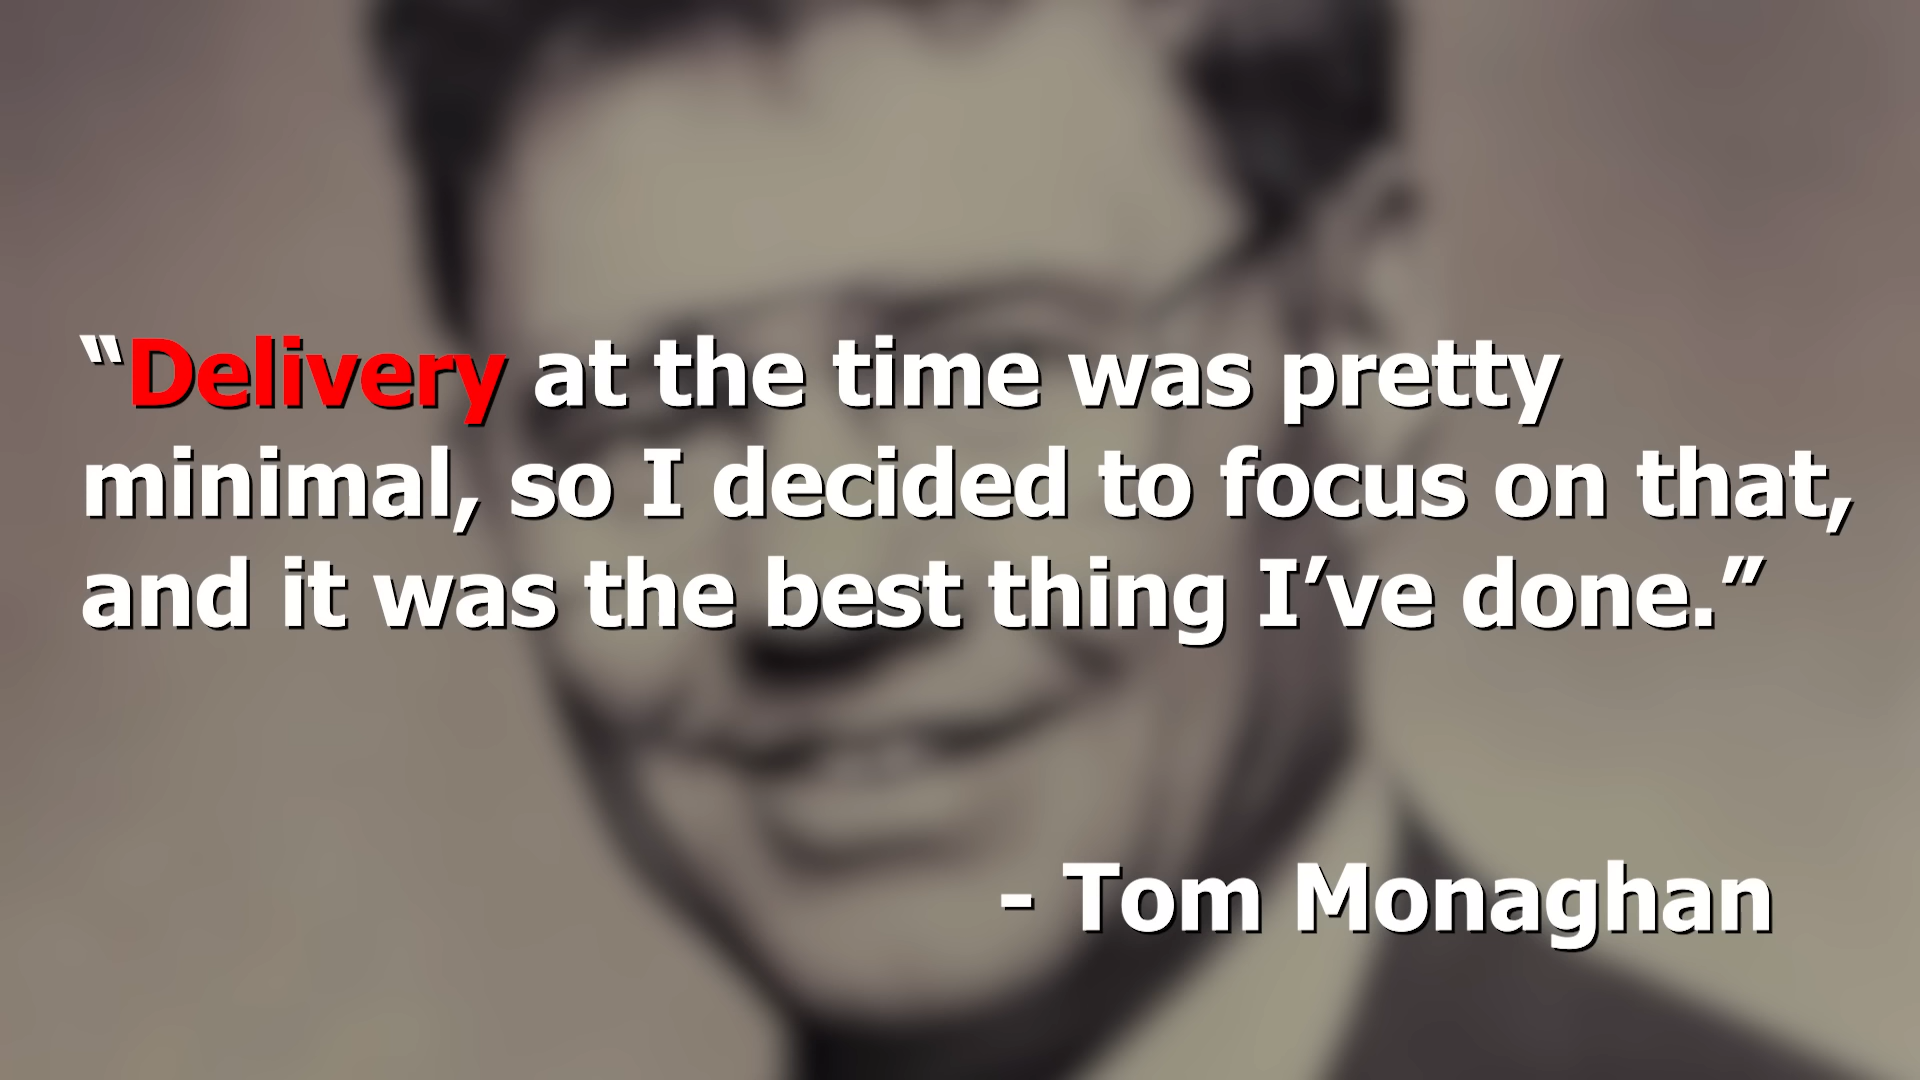 “Delivery at the time was pretty
minimal, so I decided to focus on that,
and it was the best thing I’ve done.”
- Tom Monaghan